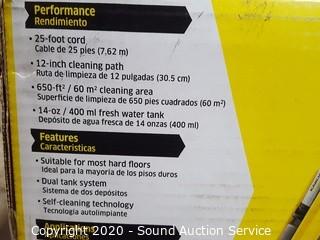 Performance
Rendimiento
• 25-foot cord
Cable de 25 pies (7,62 m)
• 12-inch cleaning path
Ruta de limpieza de 12 pulgadas (30.5 cm)
• 650-ft² / 60 m² cleaning area
Superficie de limpieza de 650 pies cuadrados (60 m²)
• 14-oz / 400 ml fresh water tank
Depósito de agua fresca de 14 onzas (400 ml)
Features
Características
• Suitable for most hard floors
Ideal para la mayoría de los pisos duros
• Dual tank system
Sistema de dos depósitos
• Self-cleaning technology
Tecnología autolimpiante
Applications
Copyright 2020 - Sound Auction Service